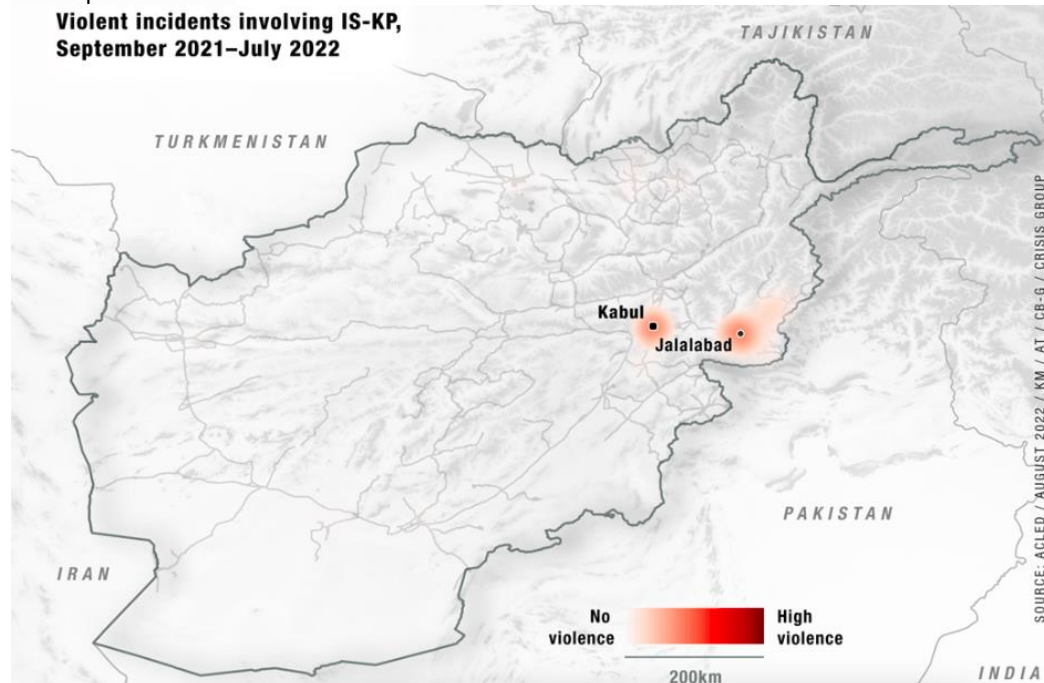 Violent incidents involving IS-KP,
September 2021–July 2022
TAJIKISTAN
TURKMENISTAN
Kabul
Jalalabad
PAKISTAN
IRAN
No
violence
High
violence
200km
INDIA
SOURCE: ACLED / AUGUST 2022 / KM / AT / CB-G / CRISIS GROUP